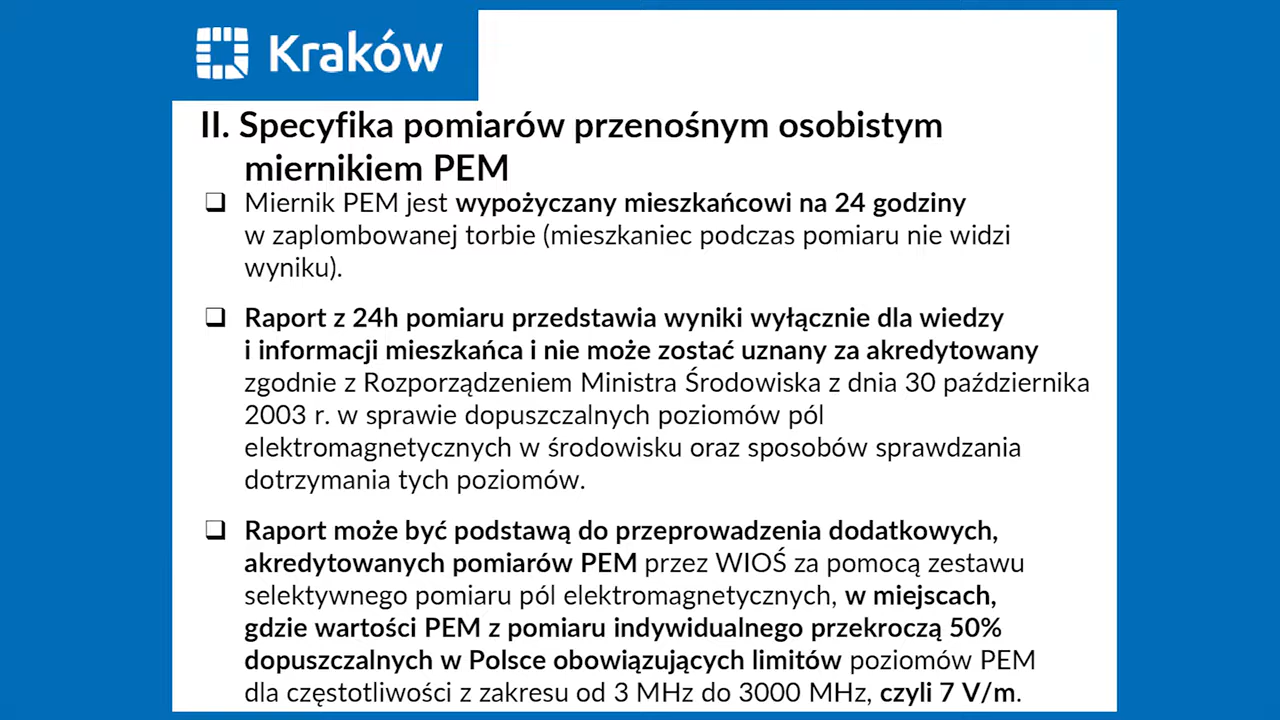 Kraków
II. Specyfika pomiarów przenośnym osobistym
miernikiem PEM
❑ Miernik PEM jest wypożyczany mieszkańcowi na 24 godziny
w zaplombowanej torbie (mieszkaniec podczas pomiaru nie widzi
wyniku).
❑ Raport z 24h pomiaru przedstawia wyniki wyłącznie dla wiedzy
i informacji mieszkańca i nie może zostać uznany za akredytowany
zgodnie z Rozporządzeniem Ministra Środowiska z dnia 30 października
2003 r. w sprawie dopuszczalnych poziomów pól
elektromagnetycznych w środowisku oraz sposobów sprawdzania
dotrzymania tych poziomów.
❑ Raport może być podstawą do przeprowadzenia dodatkowych,
akredytowanych pomiarów PEM przez WIOŚ za pomocą zestawu
selektywnego pomiaru pól elektromagnetycznych, w miejscach,
gdzie wartości PEM z pomiaru indywidualnego przekroczą 50%
dopuszczalnych w Polsce obowiązujących limitów poziomów PEM
dla częstotliwości z zakresu od 3 MHz do 3000 MHz, czyli 7 V/m.